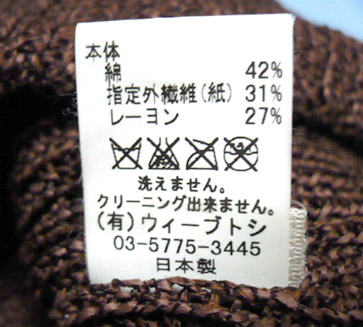 本体
綿 42%
指定外繊維(紙) 31%
レーヨン 27%
洗えません。
クリーニング出来ません。
(有)ウィーブトシ
03-5775-3445
日本製